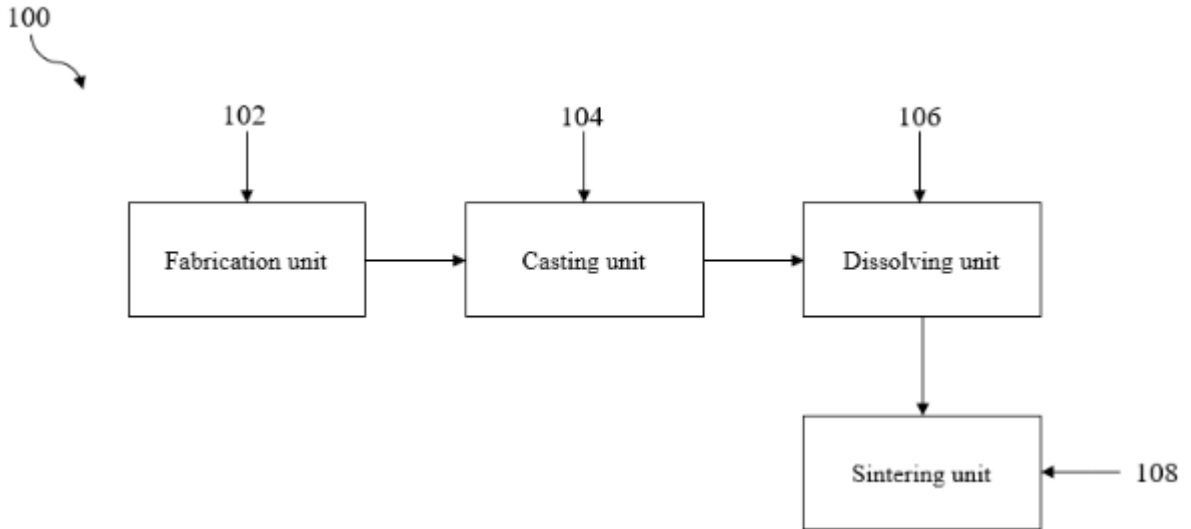 100
102
104
106
Fabrication unit
Casting unit
Dissolving unit
Sintering unit
108